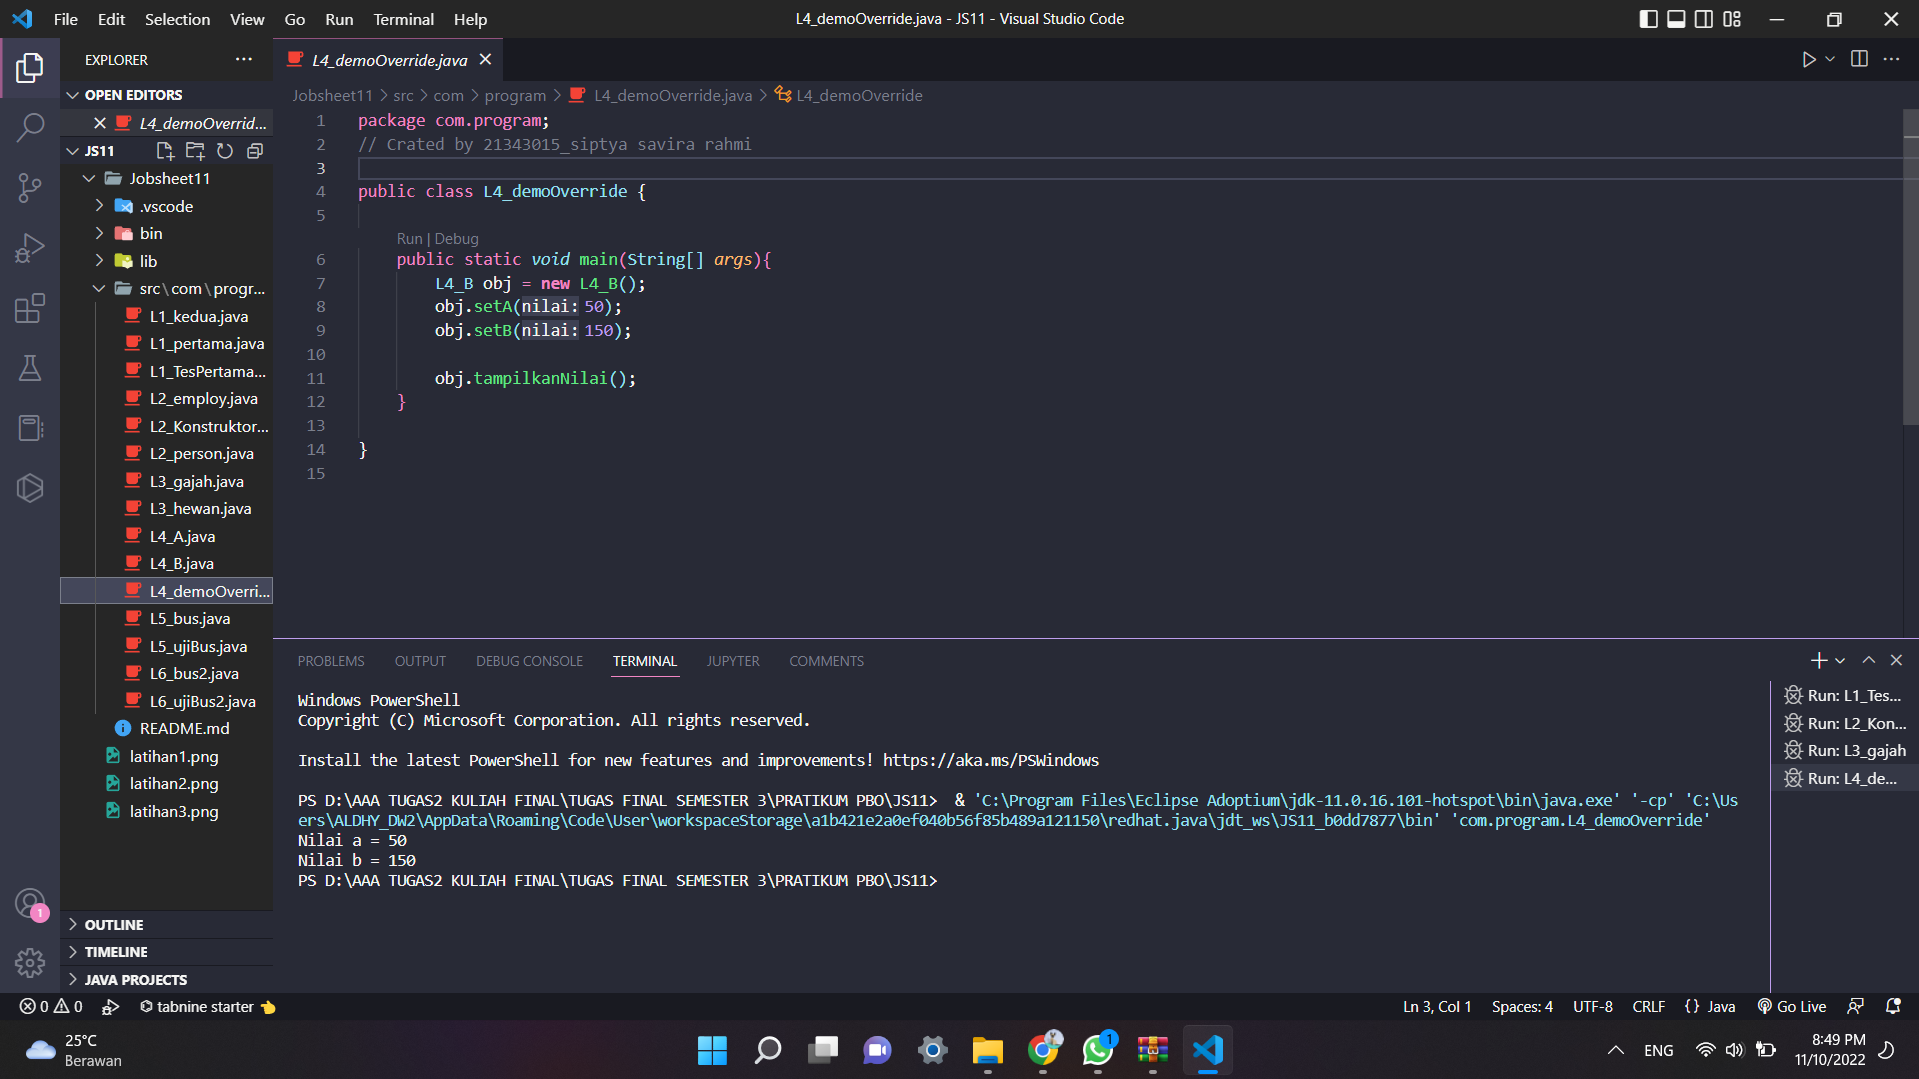 File Edit Selection View Go Run Terminal Help
L4_demoOverride.java - JS11 - Visual Studio Code
EXPLORER
OPEN EDITORS
L4_demoOverrid...
JS11
Jobsheet11
.vscode
bin
lib
src\com\progr...
L1_kedua.java
L1_pertama.java
L1_TesPertama...
L2_employ.java
L2_Konstruktor...
L2_person.java
L3_gajah.java
L3_hewan.java
L4_A.java
L4_B.java
L4_demoOverri...
L5_bus.java
L5_ujiBus.java
L6_bus2.java
L6_ujiBus2.java
README.md
latihan1.png
latihan2.png
latihan3.png
OUTLINE
TIMELINE
JAVA PROJECTS
1
L4_demoOverride.java
Jobsheet11 > src > com > program > L4_demoOverride.java > L4_demoOverride
1 package com.program;
2 // Crated by 21343015_siptya savira rahmi
3
4 public class L4_demoOverride {
5
Run | Debug
6 public static void main(String[] args){
7 L4_B obj = new L4_B();
8 obj.setA(nilai: 50);
9 obj.setB(nilai: 150);
10
11 obj.tampilkanNilai();
12 }
13
14 }
15
PROBLEMS OUTPUT DEBUG CONSOLE TERMINAL JUPYTER COMMENTS
Windows PowerShell
Copyright (C) Microsoft Corporation. All rights reserved.
Install the latest PowerShell for new features and improvements! https://aka.ms/PSWindows
PS D:\AAA TUGAS2 KULIAH FINAL\TUGAS FINAL SEMESTER 3\PRATIKUM PBO\JS11>  & 'C:\Program Files\Eclipse Adoptium\jdk-11.0.16.101-hotspot\bin\java.exe' '-cp' 'C:\Us
ers\ALDHY_DW2\AppData\Roaming\Code\User\workspaceStorage\a1b421e2a0ef040b56f85b489a121150\redhat.java\jdt_ws\JS11_b0dd7877\bin' 'com.program.L4_demoOverride'
Nilai a = 50
Nilai b = 150
PS D:\AAA TUGAS2 KULIAH FINAL\TUGAS FINAL SEMESTER 3\PRATIKUM PBO\JS11>
Run: L1_Tes...
Run: L2_Kon...
Run: L3_gajah
Run: L4_de...
0 0 tabnine starter
Ln 3, Col 1 Spaces: 4 UTF-8 CRLF {} Java Go Live
25°C
Berawan
1
ENG
8:49 PM
11/10/2022